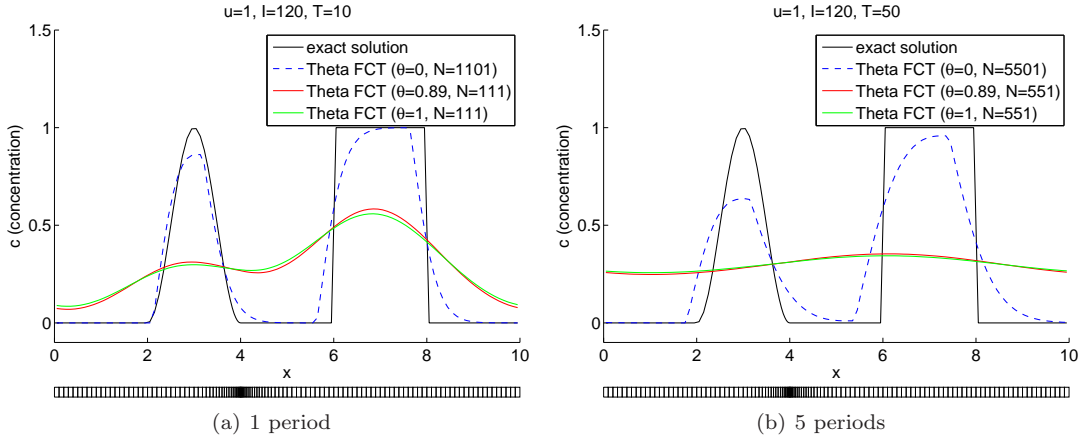 u=1, I=120, T=10
1.5
1
0.5
0
c (concentration)
exact solution
Theta FCT (θ=0, N=1101)
Theta FCT (θ=0.89, N=111)
Theta FCT (θ=1, N=111)
0 2 4 6 8 10
x
(a) 1 period
u=1, I=120, T=50
1.5
1
0.5
0
c (concentration)
exact solution
Theta FCT (θ=0, N=5501)
Theta FCT (θ=0.89, N=551)
Theta FCT (θ=1, N=551)
0 2 4 6 8 10
x
(b) 5 periods